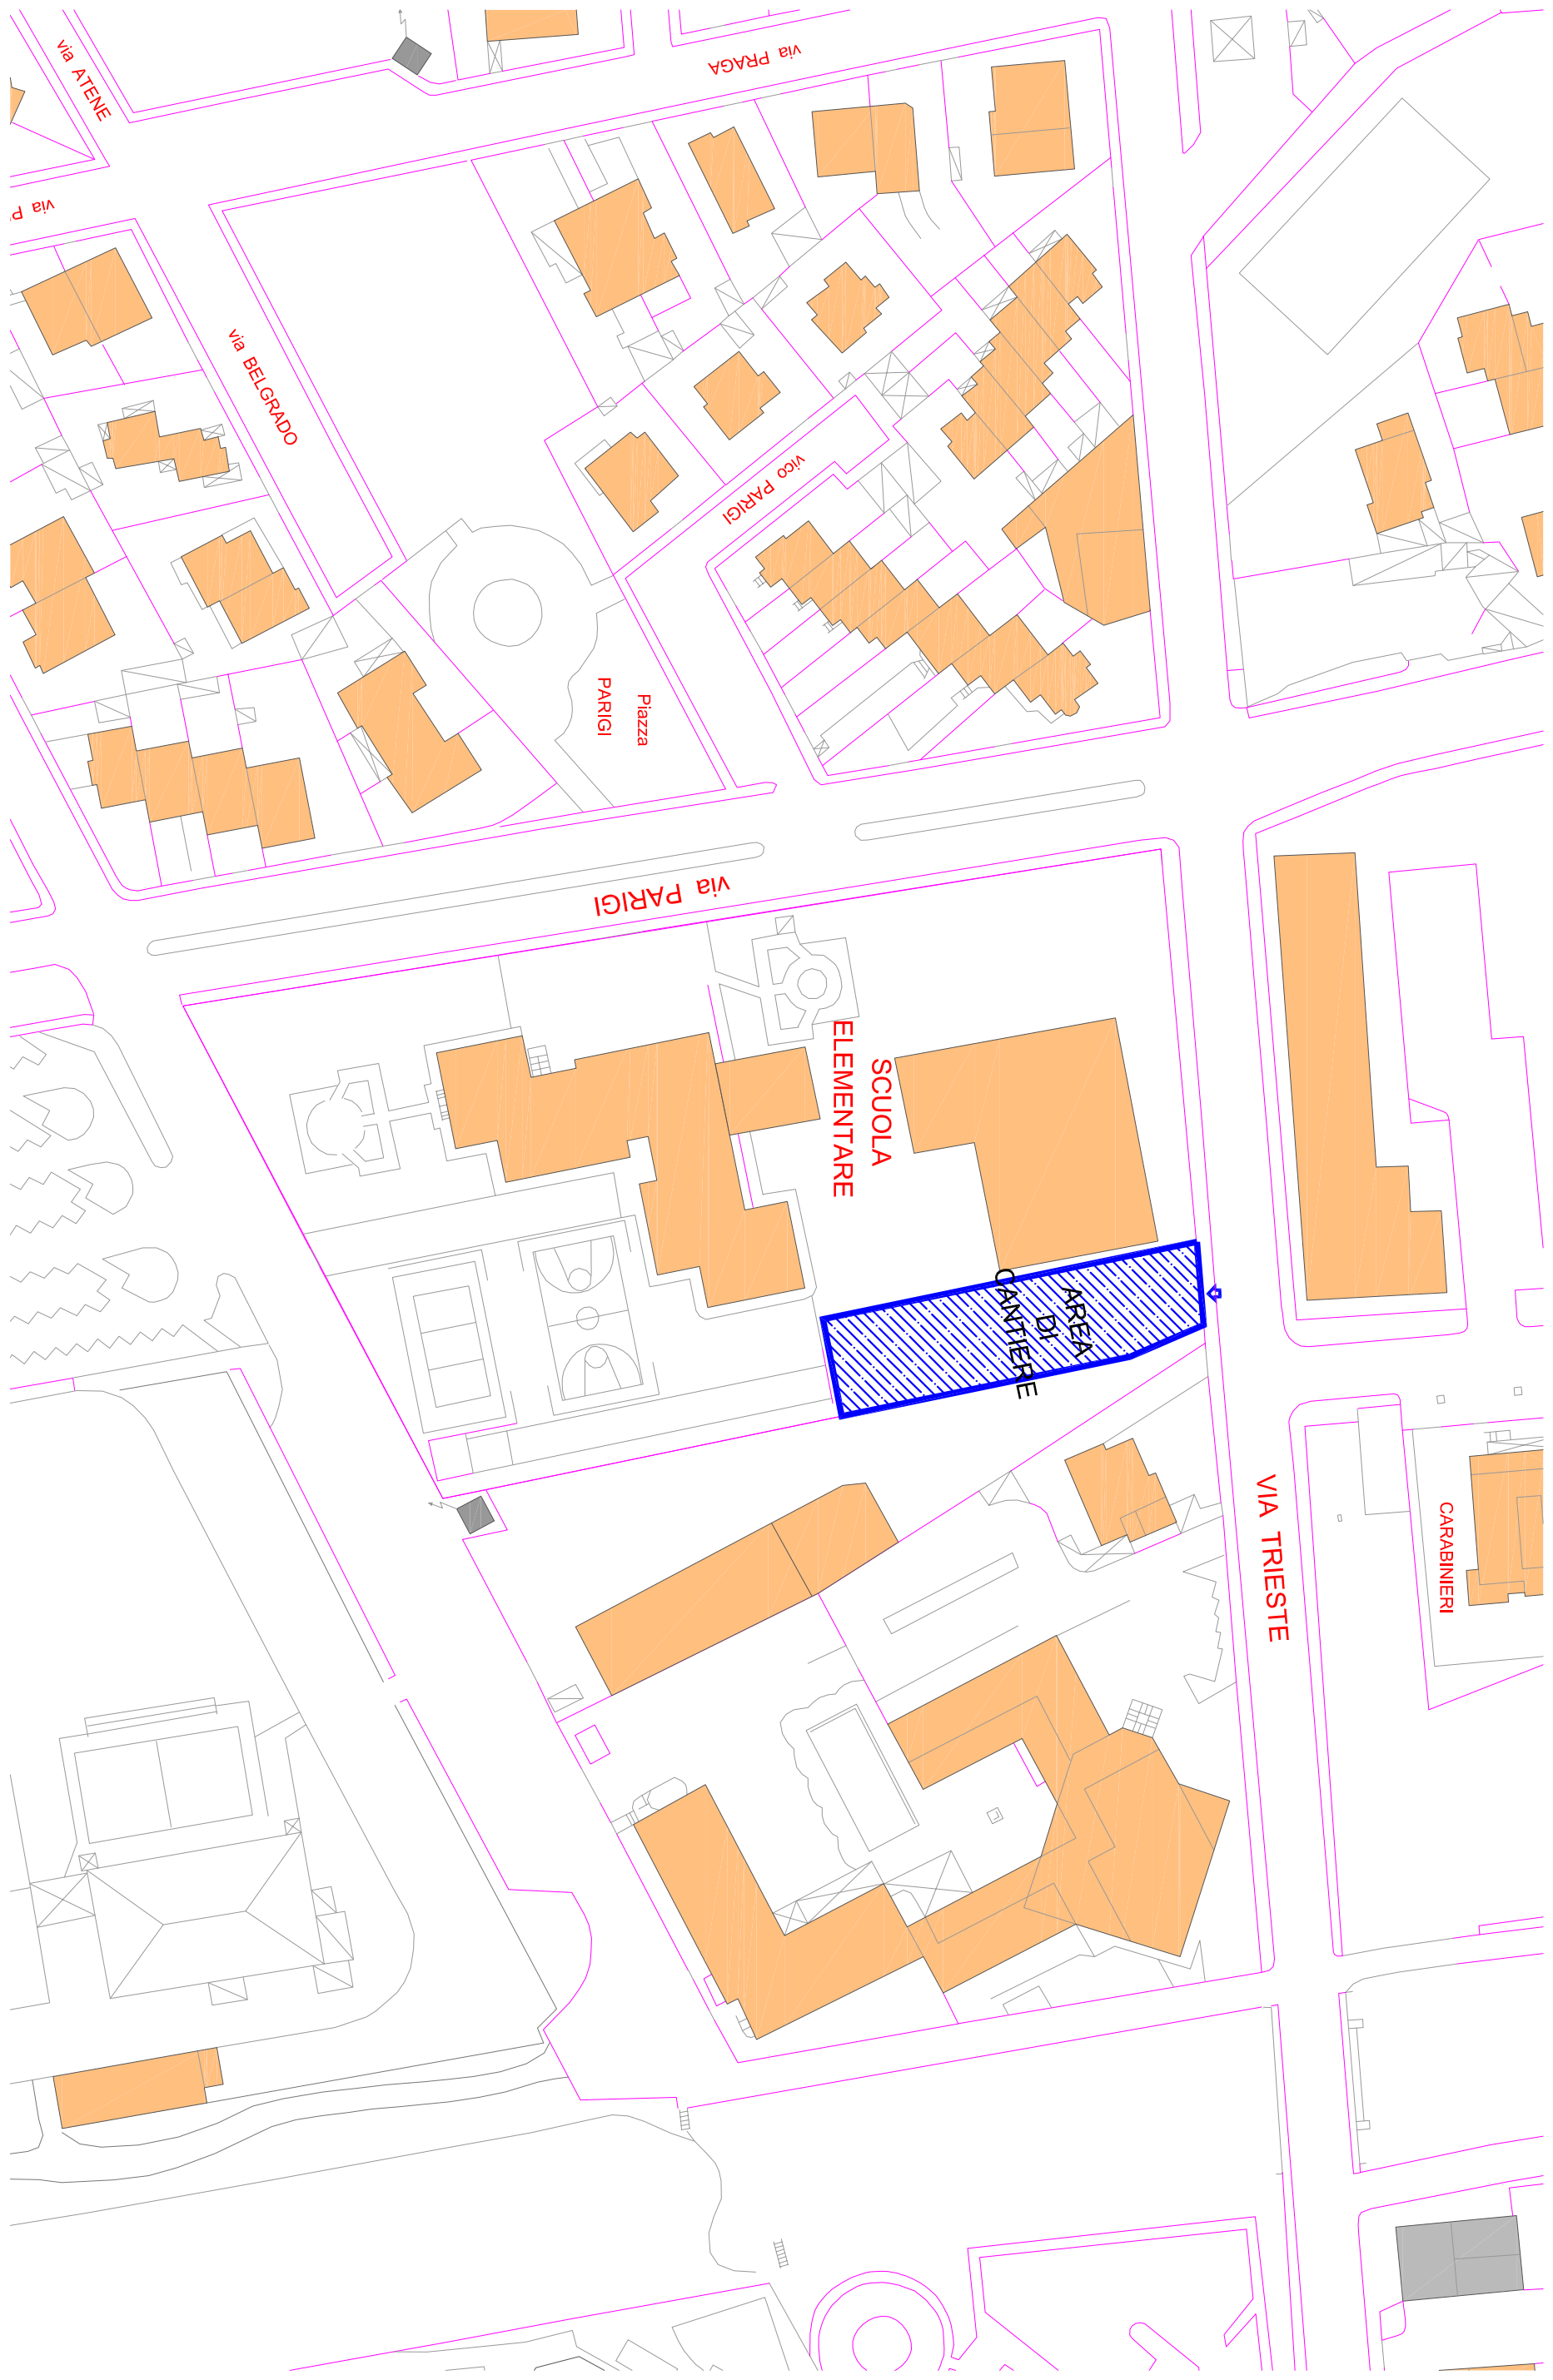 via ATENE
via PRAGA
via P
via BELGRADO
vico PARIGI
Piazza
PARIGI
via PARIGI
SCUOLA
ELEMENTARE
AREA
DI
CANTIERE
VIA TRIESTE
CARABINIERI